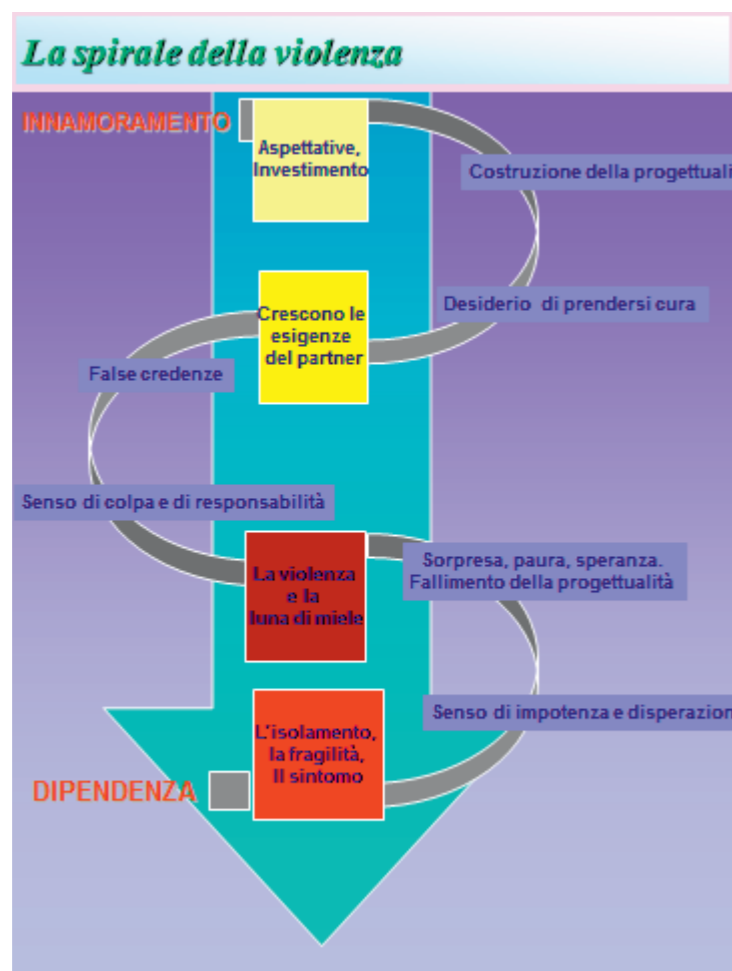 La spirale della violenza
INNAMORAMENTO
Aspettative,
Investimento
Costruzione della progettuali
Desiderio di prendersi cura
Crescono le
esigenze
del partner
False credenze
Senso di colpa e di responsabilità
La violenza
e la
luna di miele
Sorpresa, paura, speranza.
Fallimento della progettualità
Senso di impotenza e disperazion
L'isolamento,
la fragilità,
Il sintomo
DIPENDENZA